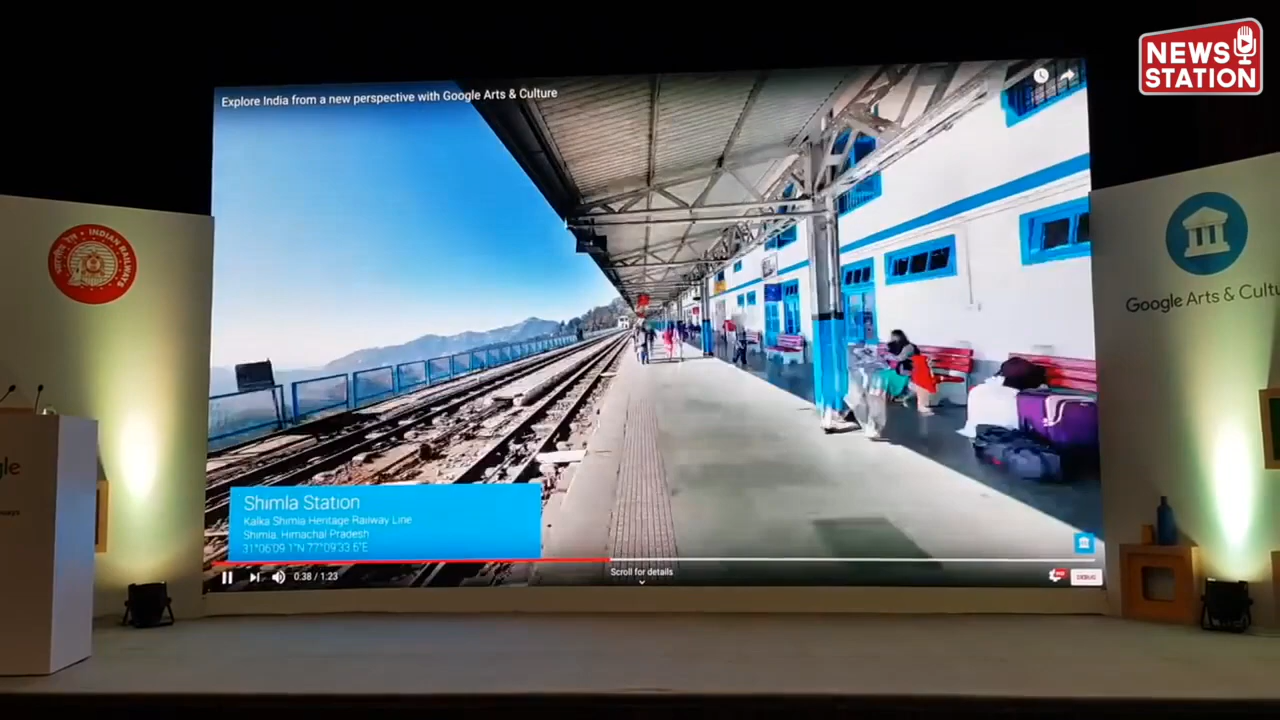 NEWS
STATION
Explore India from a new perspective with Google Arts & Culture
INDIAN RAILWAYS
भारतीय रेल
Google Arts & Cultu
gle
Shimla Station
Kalka Shimla Heritage Railway Line
Shimla, Himachal Pradesh
31°06'09.1"N 77°09'33.6"E
0:38 / 1:23
Scroll for details